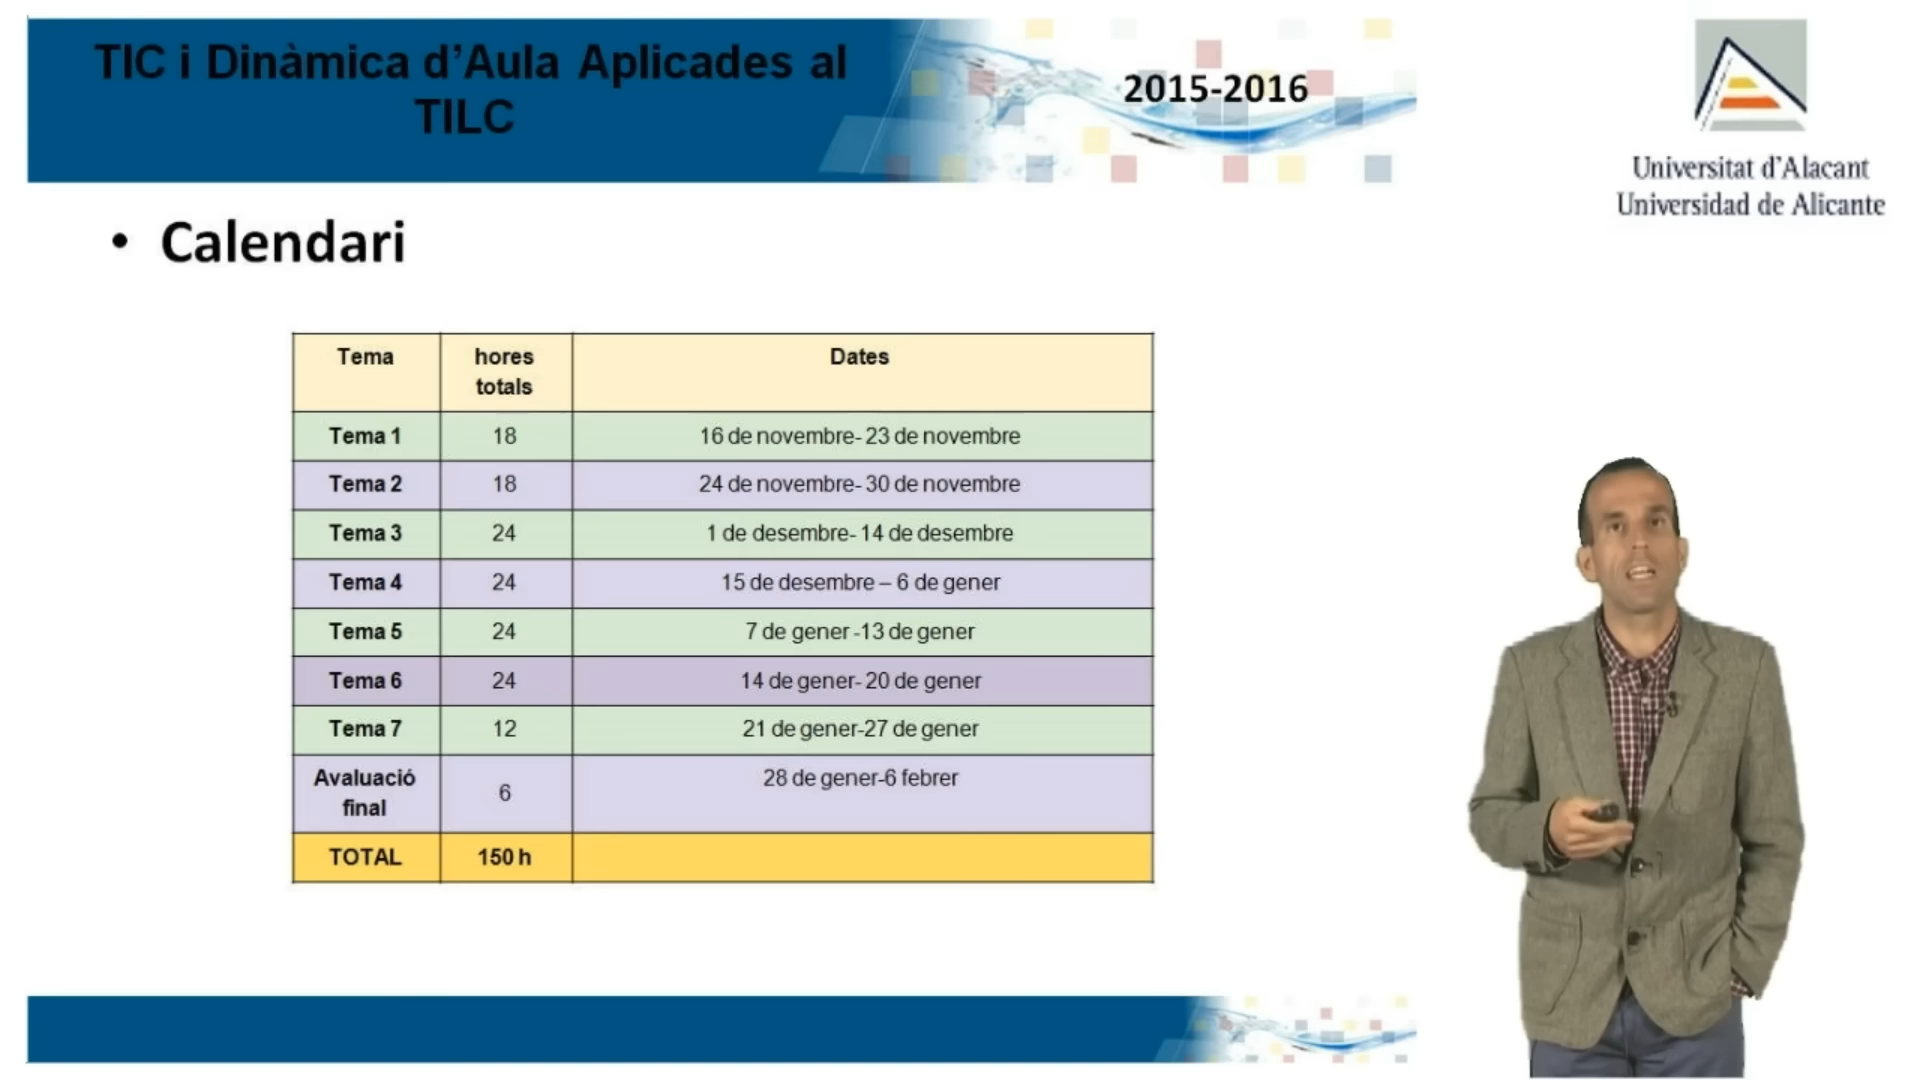 TIC i Dinàmica d'Aula Aplicades al
TILC
2015-2016
Universitat d'Alacant
Universidad de Alicante
• Calendari
Tema hores totals Dates
Tema 1 18 16 de novembre- 23 de novembre
Tema 2 18 24 de novembre- 30 de novembre
Tema 3 24 1 de desembre- 14 de desembre
Tema 4 24 15 de desembre – 6 de gener
Tema 5 24 7 de gener -13 de gener
Tema 6 24 14 de gener- 20 de gener
Tema 7 12 21 de gener-27 de gener
Avaluació final 6 28 de gener-6 febrer
TOTAL 150 h